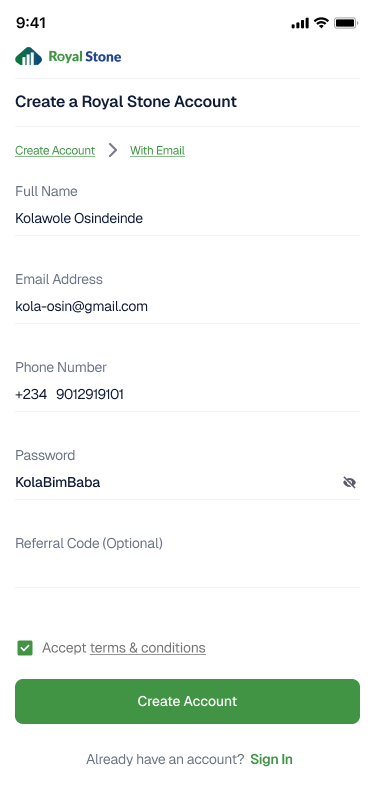 9:41
Royal Stone
Create a Royal Stone Account
Create Account With Email
Full Name
Kolawole Osindeinde
Email Address
kola-osin@gmail.com
Phone Number
+234 9012919101
Password
KolaBimBaba
Referral Code (Optional)
Accept terms & conditions
Create Account
Already have an account? Sign In